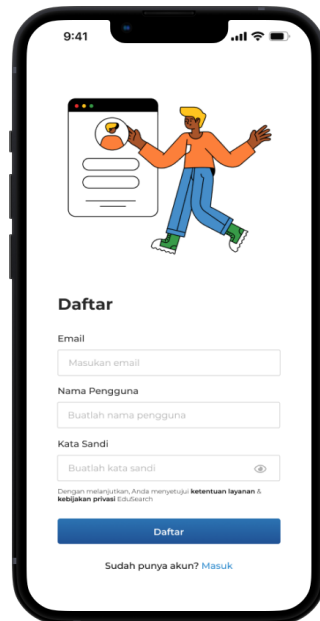 9:41
Daftar
Email
Masukan email
Nama Pengguna
Buatlah nama pengguna
Kata Sandi
Buatlah kata sandi
Dengan melanjutkan, Anda menyetujui ketentuan layanan &
kebijakan privasi EduSearch
Daftar
Sudah punya akun? Masuk